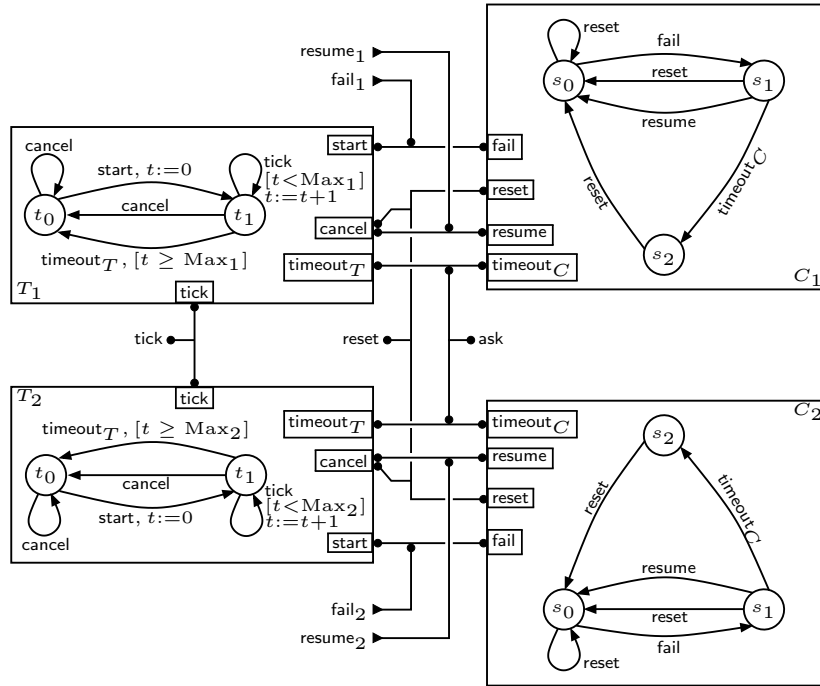 resume1
fail1
reset
fail
s0
s1
reset
resume
reset
timeoutC
s2
C1
fail
reset
resume
timeoutC
cancel
start, t:=0
tick
[t<Max1]
t:=t+1
t0
t1
cancel
timeoutT, [t ≥ Max1]
T1
start
cancel
timeoutT
tick
tick
reset
ask
T2
tick
timeoutT, [t ≥ Max2]
t0
t1
cancel
start, t:=0
cancel
tick
[t<Max2]
t:=t+1
timeoutT
cancel
start
timeoutC
resume
reset
fail
C2
s2
reset
timeoutC
resume
s0
s1
reset
fail
reset
fail2
resume2